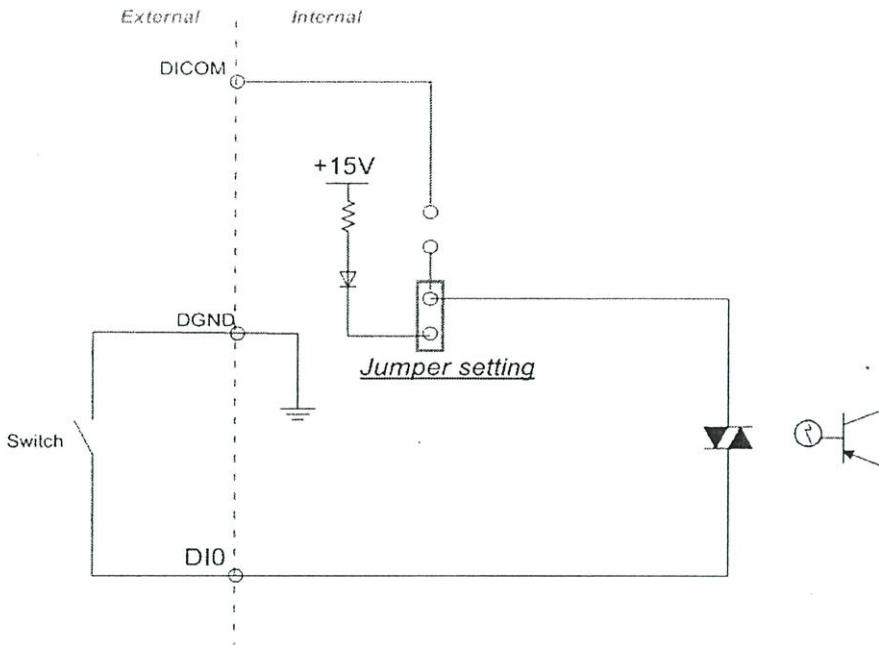 External Internal
DICOM
+15V
DGND
Jumper setting
Switch
DI0